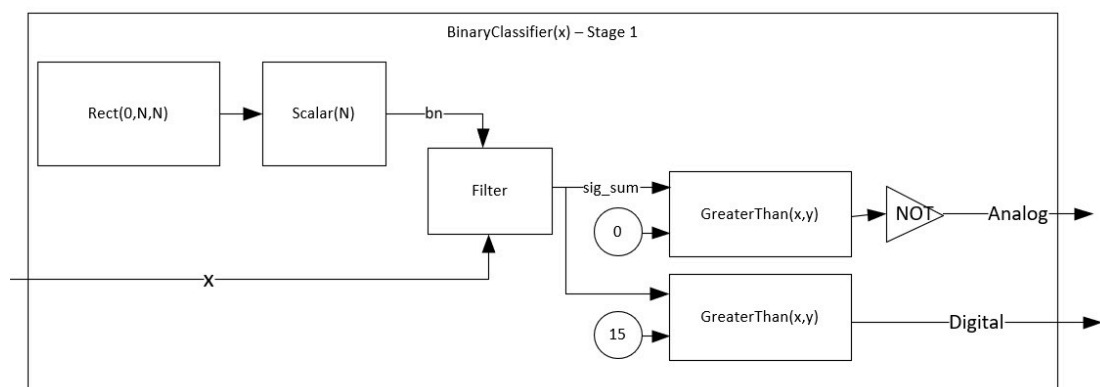 BinaryClassifier(x) – Stage 1
Rect(0,N,N)
Scalar(N)
bn
Filter
sig_sum
GreaterThan(x,y)
NOT
Analog
0
x
GreaterThan(x,y)
Digital
15